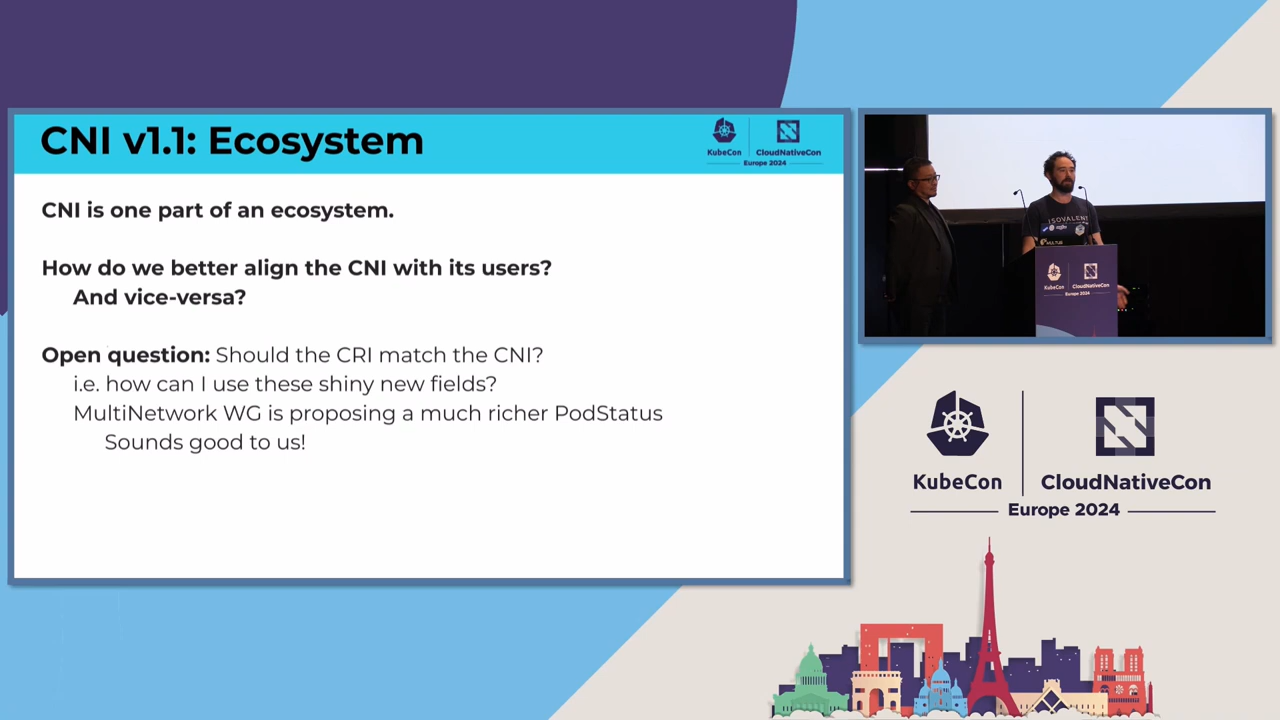 CNI v1.1: Ecosystem
KubeCon
CloudNativeCon
Europe 2024
CNI is one part of an ecosystem.
How do we better align the CNI with its users?
And vice-versa?
Open question: Should the CRI match the CNI?
i.e. how can I use these shiny new fields?
MultiNetwork WG is proposing a much richer PodStatus
Sounds good to us!
ISOVALENT
MULTUS
KubeCon
CloudNativeCon
Europe 2024
KubeCon
CloudNativeCon
Europe 2024